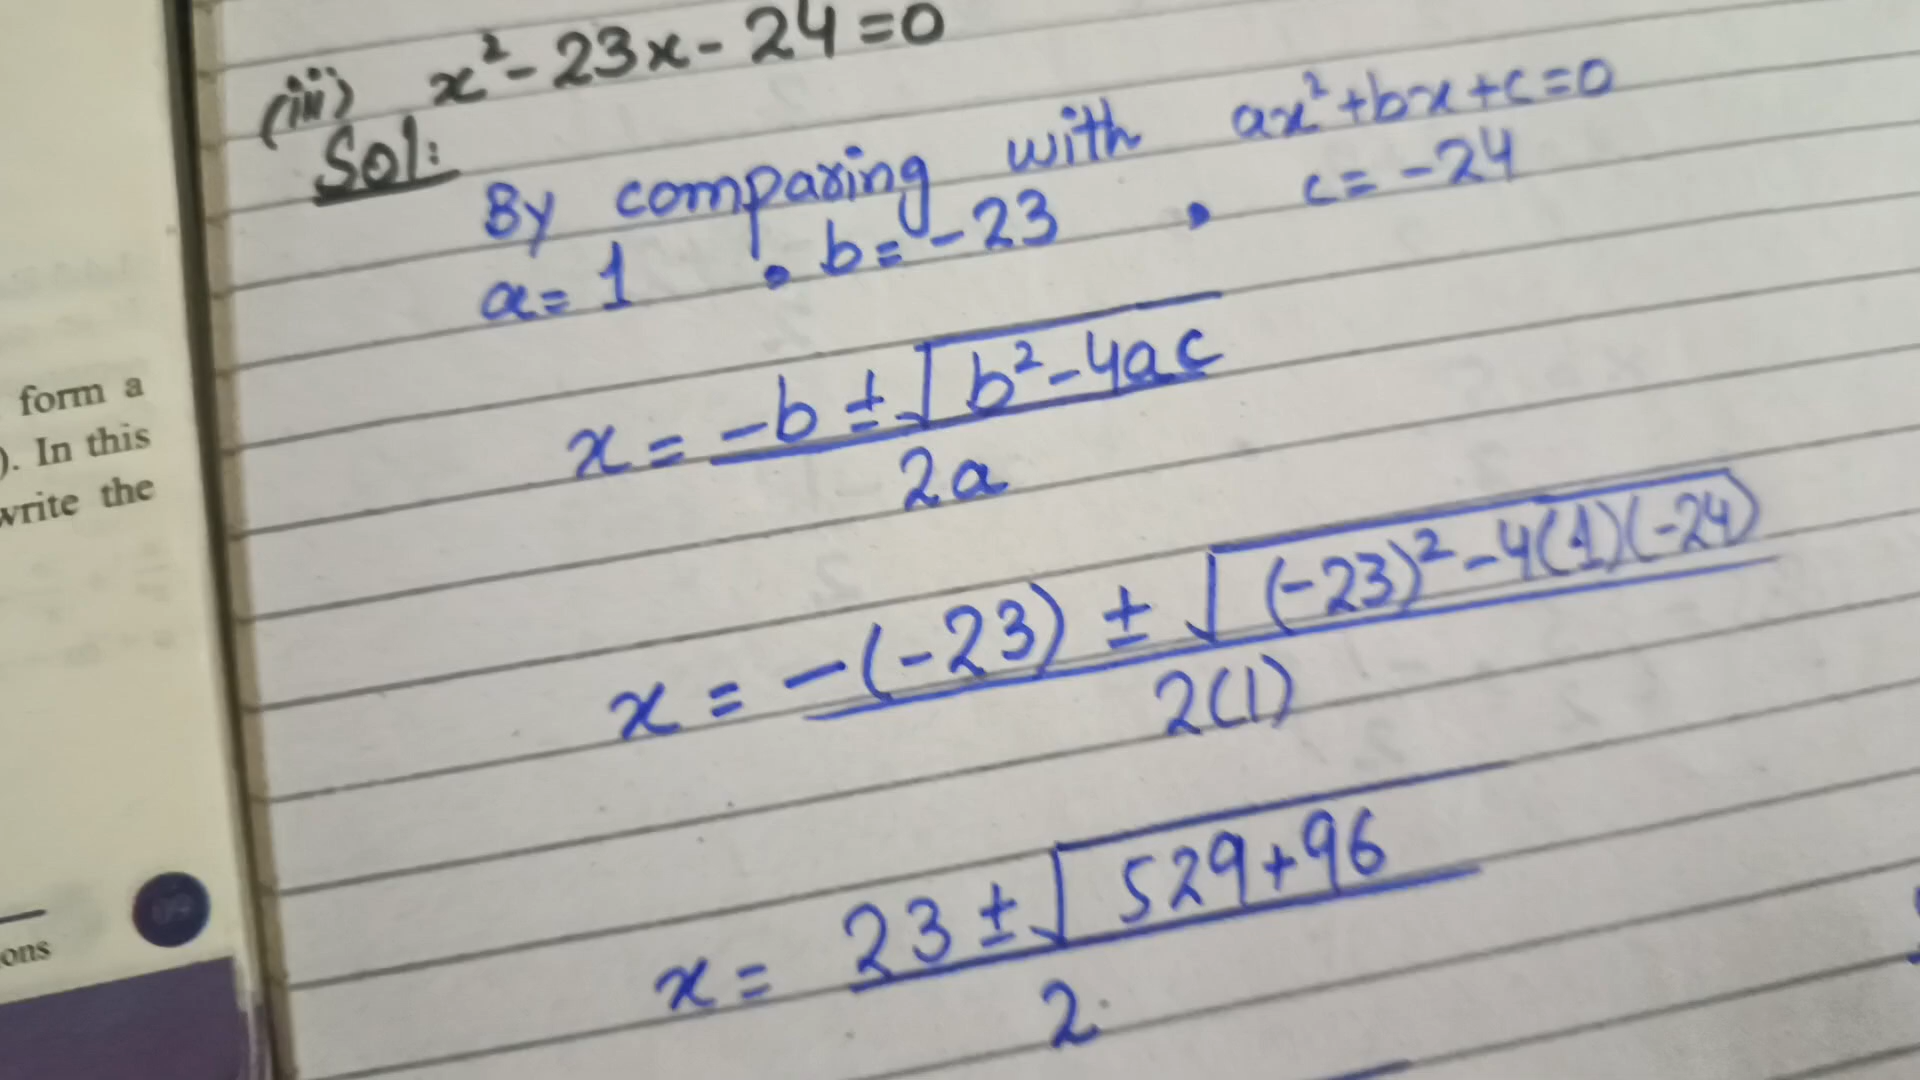 form a
). In this
write the
ons
(iii) x² - 23x - 24 = 0
Sol:
By comparing with ax² + bx + c = 0
a = 1 , b = -23 , c = -24
x = -b ± √b² - 4ac
2a
x = -(-23) ± √(-23)² - 4(1)(-24)
2(1)
x = 23 ± √529 + 96
2